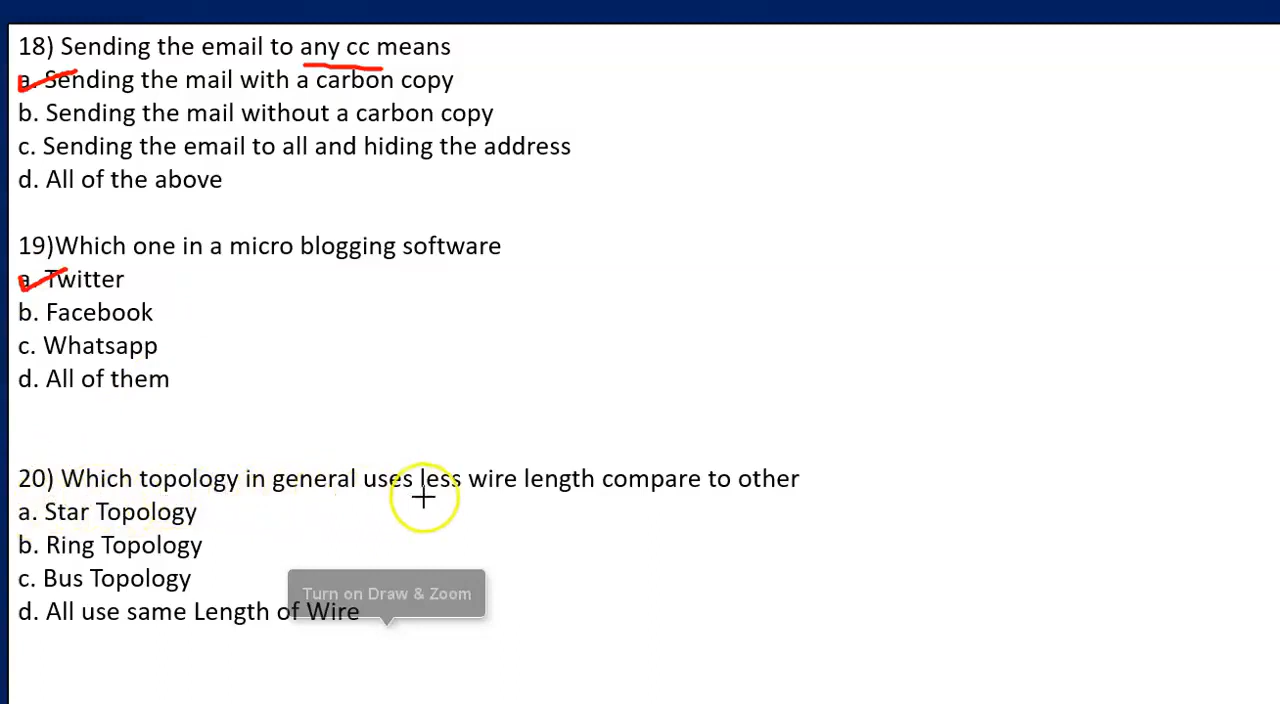 18) Sending the email to any cc means
a. Sending the mail with a carbon copy
b. Sending the mail without a carbon copy
c. Sending the email to all and hiding the address
d. All of the above
19)Which one in a micro blogging software
a. Twitter
b. Facebook
c. Whatsapp
d. All of them
20) Which topology in general uses less wire length compare to other
a. Star Topology
b. Ring Topology
c. Bus Topology
Turn on Draw & Zoom
d. All use same Length of Wire